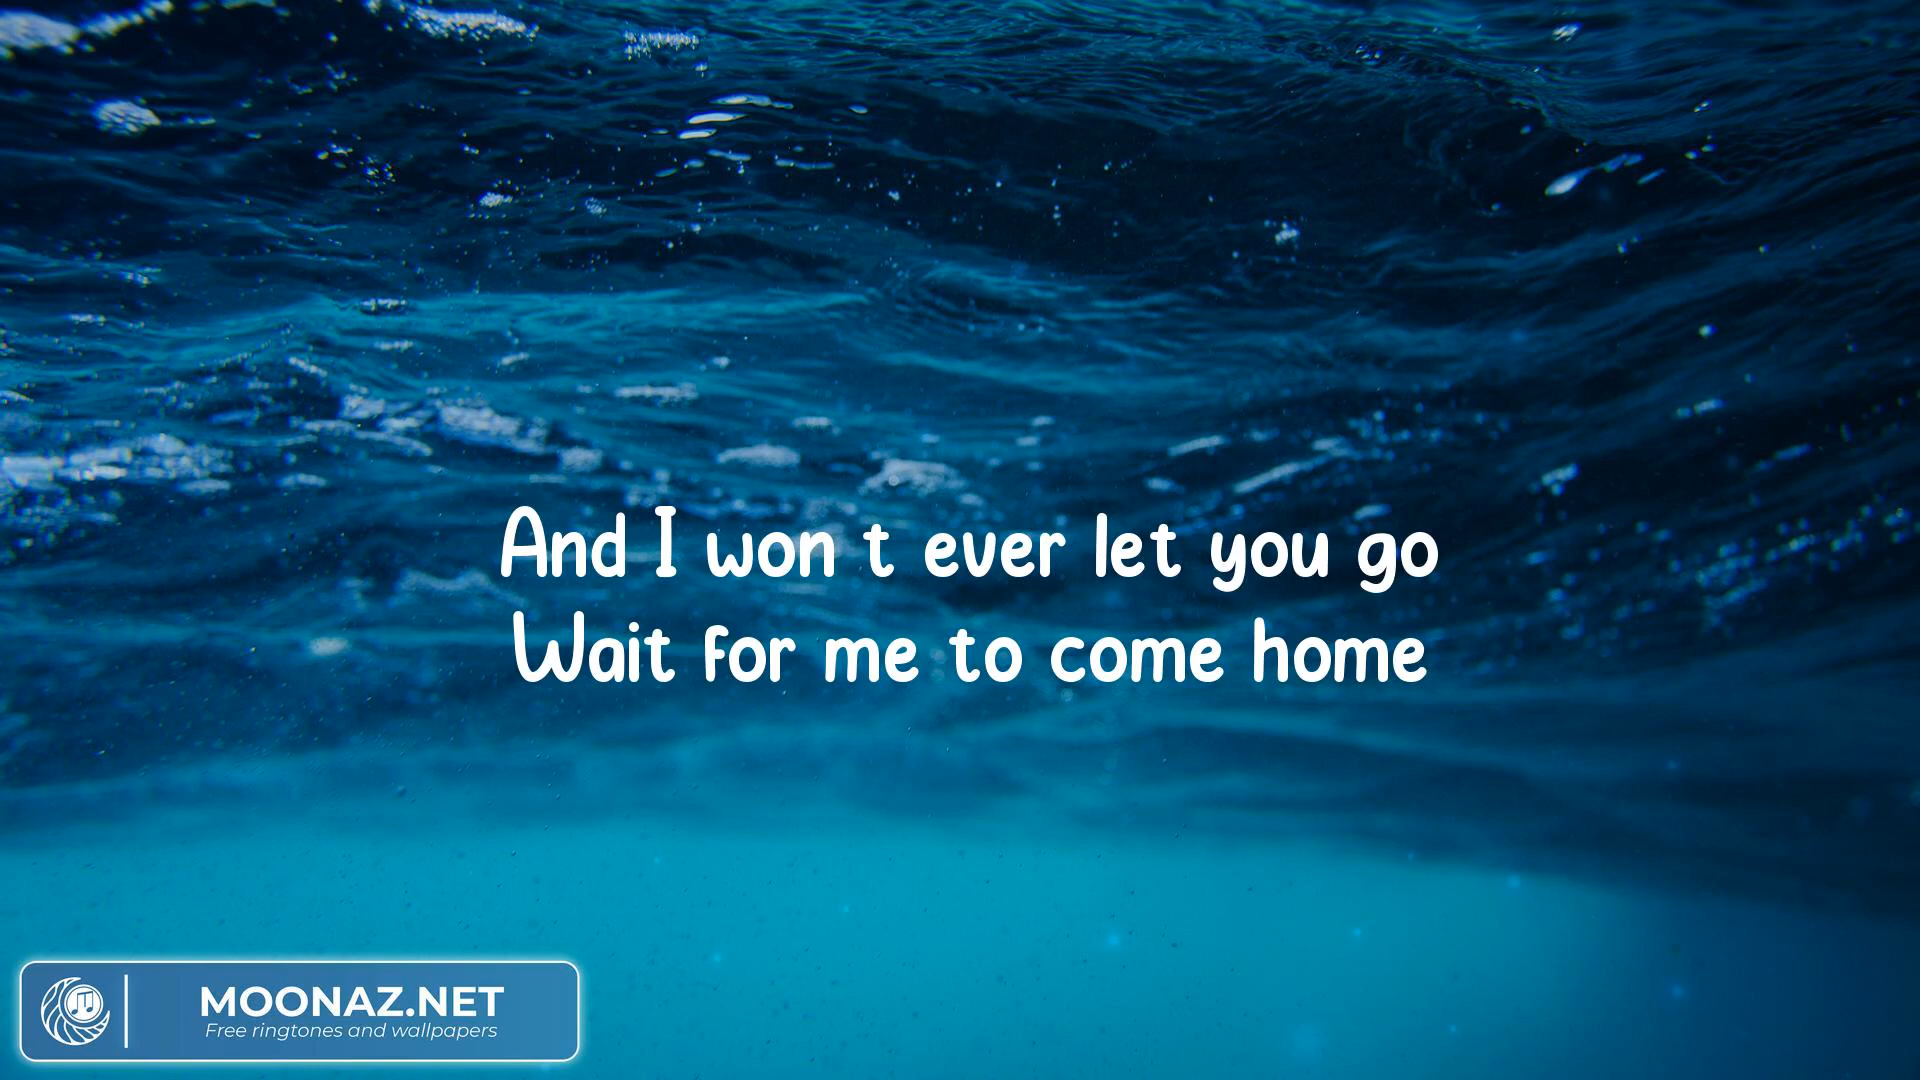 And I won t ever let you go
Wait for me to come home
MOONAZ.NET
Free ringtones and wallpapers